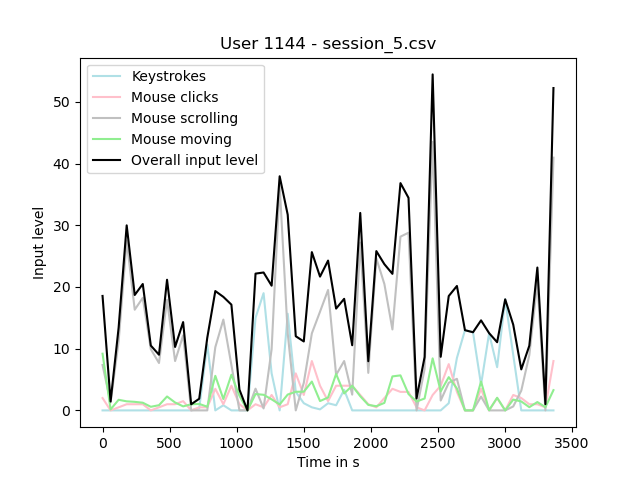 User 1144 - session_5.csv
Keystrokes
Mouse clicks
Mouse scrolling
Mouse moving
Overall input level
50
40
30
20
10
0
Input level
0 500 1000 1500 2000 2500 3000 3500
Time in s